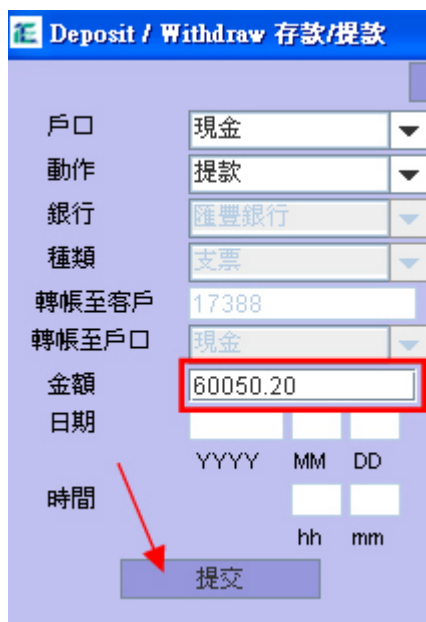 Deposit / Withdraw 存款/提款
戶口 現金
動作 提款
銀行 匯豐銀行
種類 支票
轉帳至客戶 17388
轉帳至戶口 現金
金額 60050.20
日期
YYYY MM DD
時間
hh mm
提交